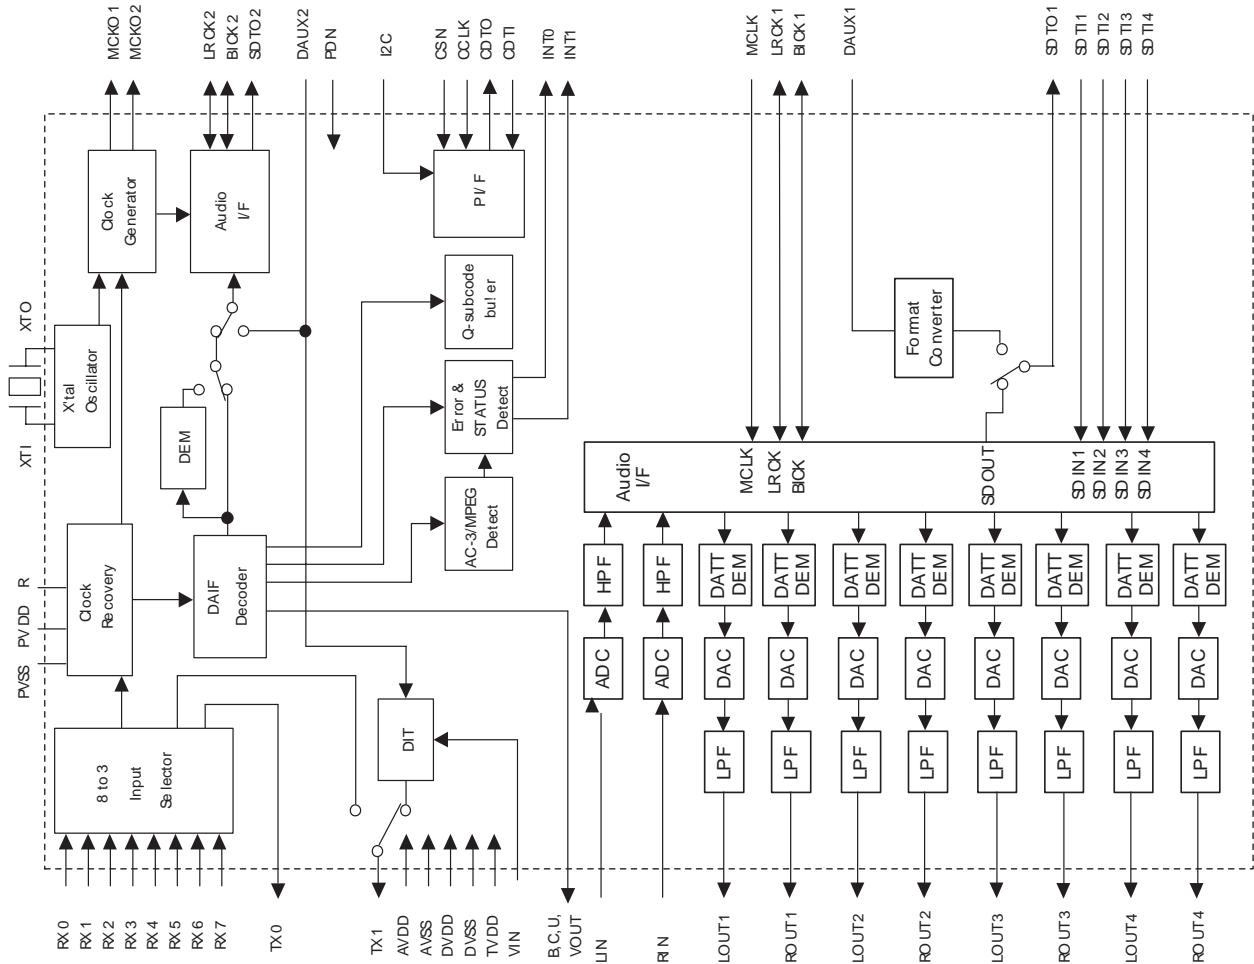 MCKO1
MCKO2
LRCK2
BICK2
SDTO2
DAUX2
PDN
I2C
CSN
CCLK
CDTO
CDTI
INT0
INT1
MCLK
LRCK1
BICK1
DAUX1
SDTO1
SDTI1
SDTI2
SDTI3
SDTI4
XTO
XTI
X'tal
Oscillator
Clock
Generator
Audio
I/F
P I/F
DEM
Q-subcode
bu!er
Error &
STATUS
Detect
AC-3/MPEG
Detect
Format
Converter
R
PVDD
PVSS
Clock
Recovery
DAIF
Decoder
8 to 3
Input
Selector
DIT
Audio
I/F
MCLK
LRCK
BICK
SDOUT
SDIN1
SDIN2
SDIN3
SDIN4
HPF
HPF
DATT
DEM
DATT
DEM
DATT
DEM
DATT
DEM
DATT
DEM
DATT
DEM
DATT
DEM
DATT
DEM
ADC
ADC
DAC
DAC
DAC
DAC
DAC
DAC
DAC
DAC
LPF
LPF
LPF
LPF
LPF
LPF
LPF
LPF
RX0
RX1
RX2
RX3
RX4
RX5
RX6
RX7
TX0
TX1
AVDD
AVSS
DVDD
DVSS
TVDD
VIN
B,C,U,
VOUT
LIN
RIN
LOUT1
ROUT1
LOUT2
ROUT2
LOUT3
ROUT3
LOUT4
ROUT4